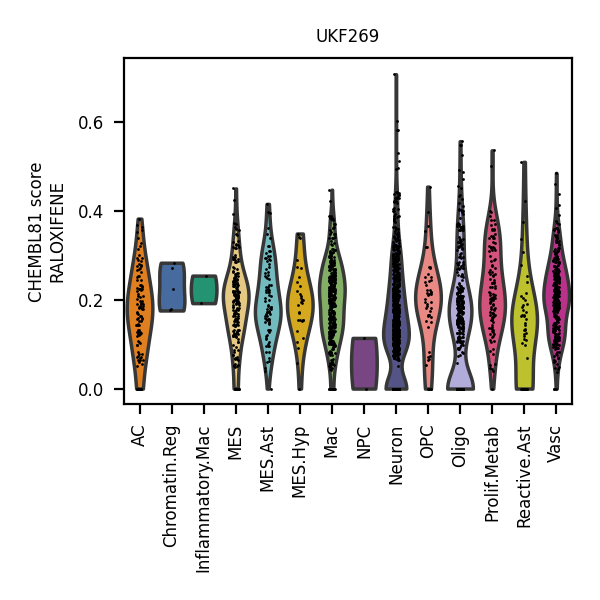 UKF269
CHEMBL81 score
RALOXIFENE
0.6
0.4
0.2
0.0
AC
Chromatin.Reg
Inflammatory.Mac
MES
MES.Ast
MES.Hyp
Mac
NPC
Neuron
OPC
Oligo
Prolif.Metab
Reactive.Ast
Vasc